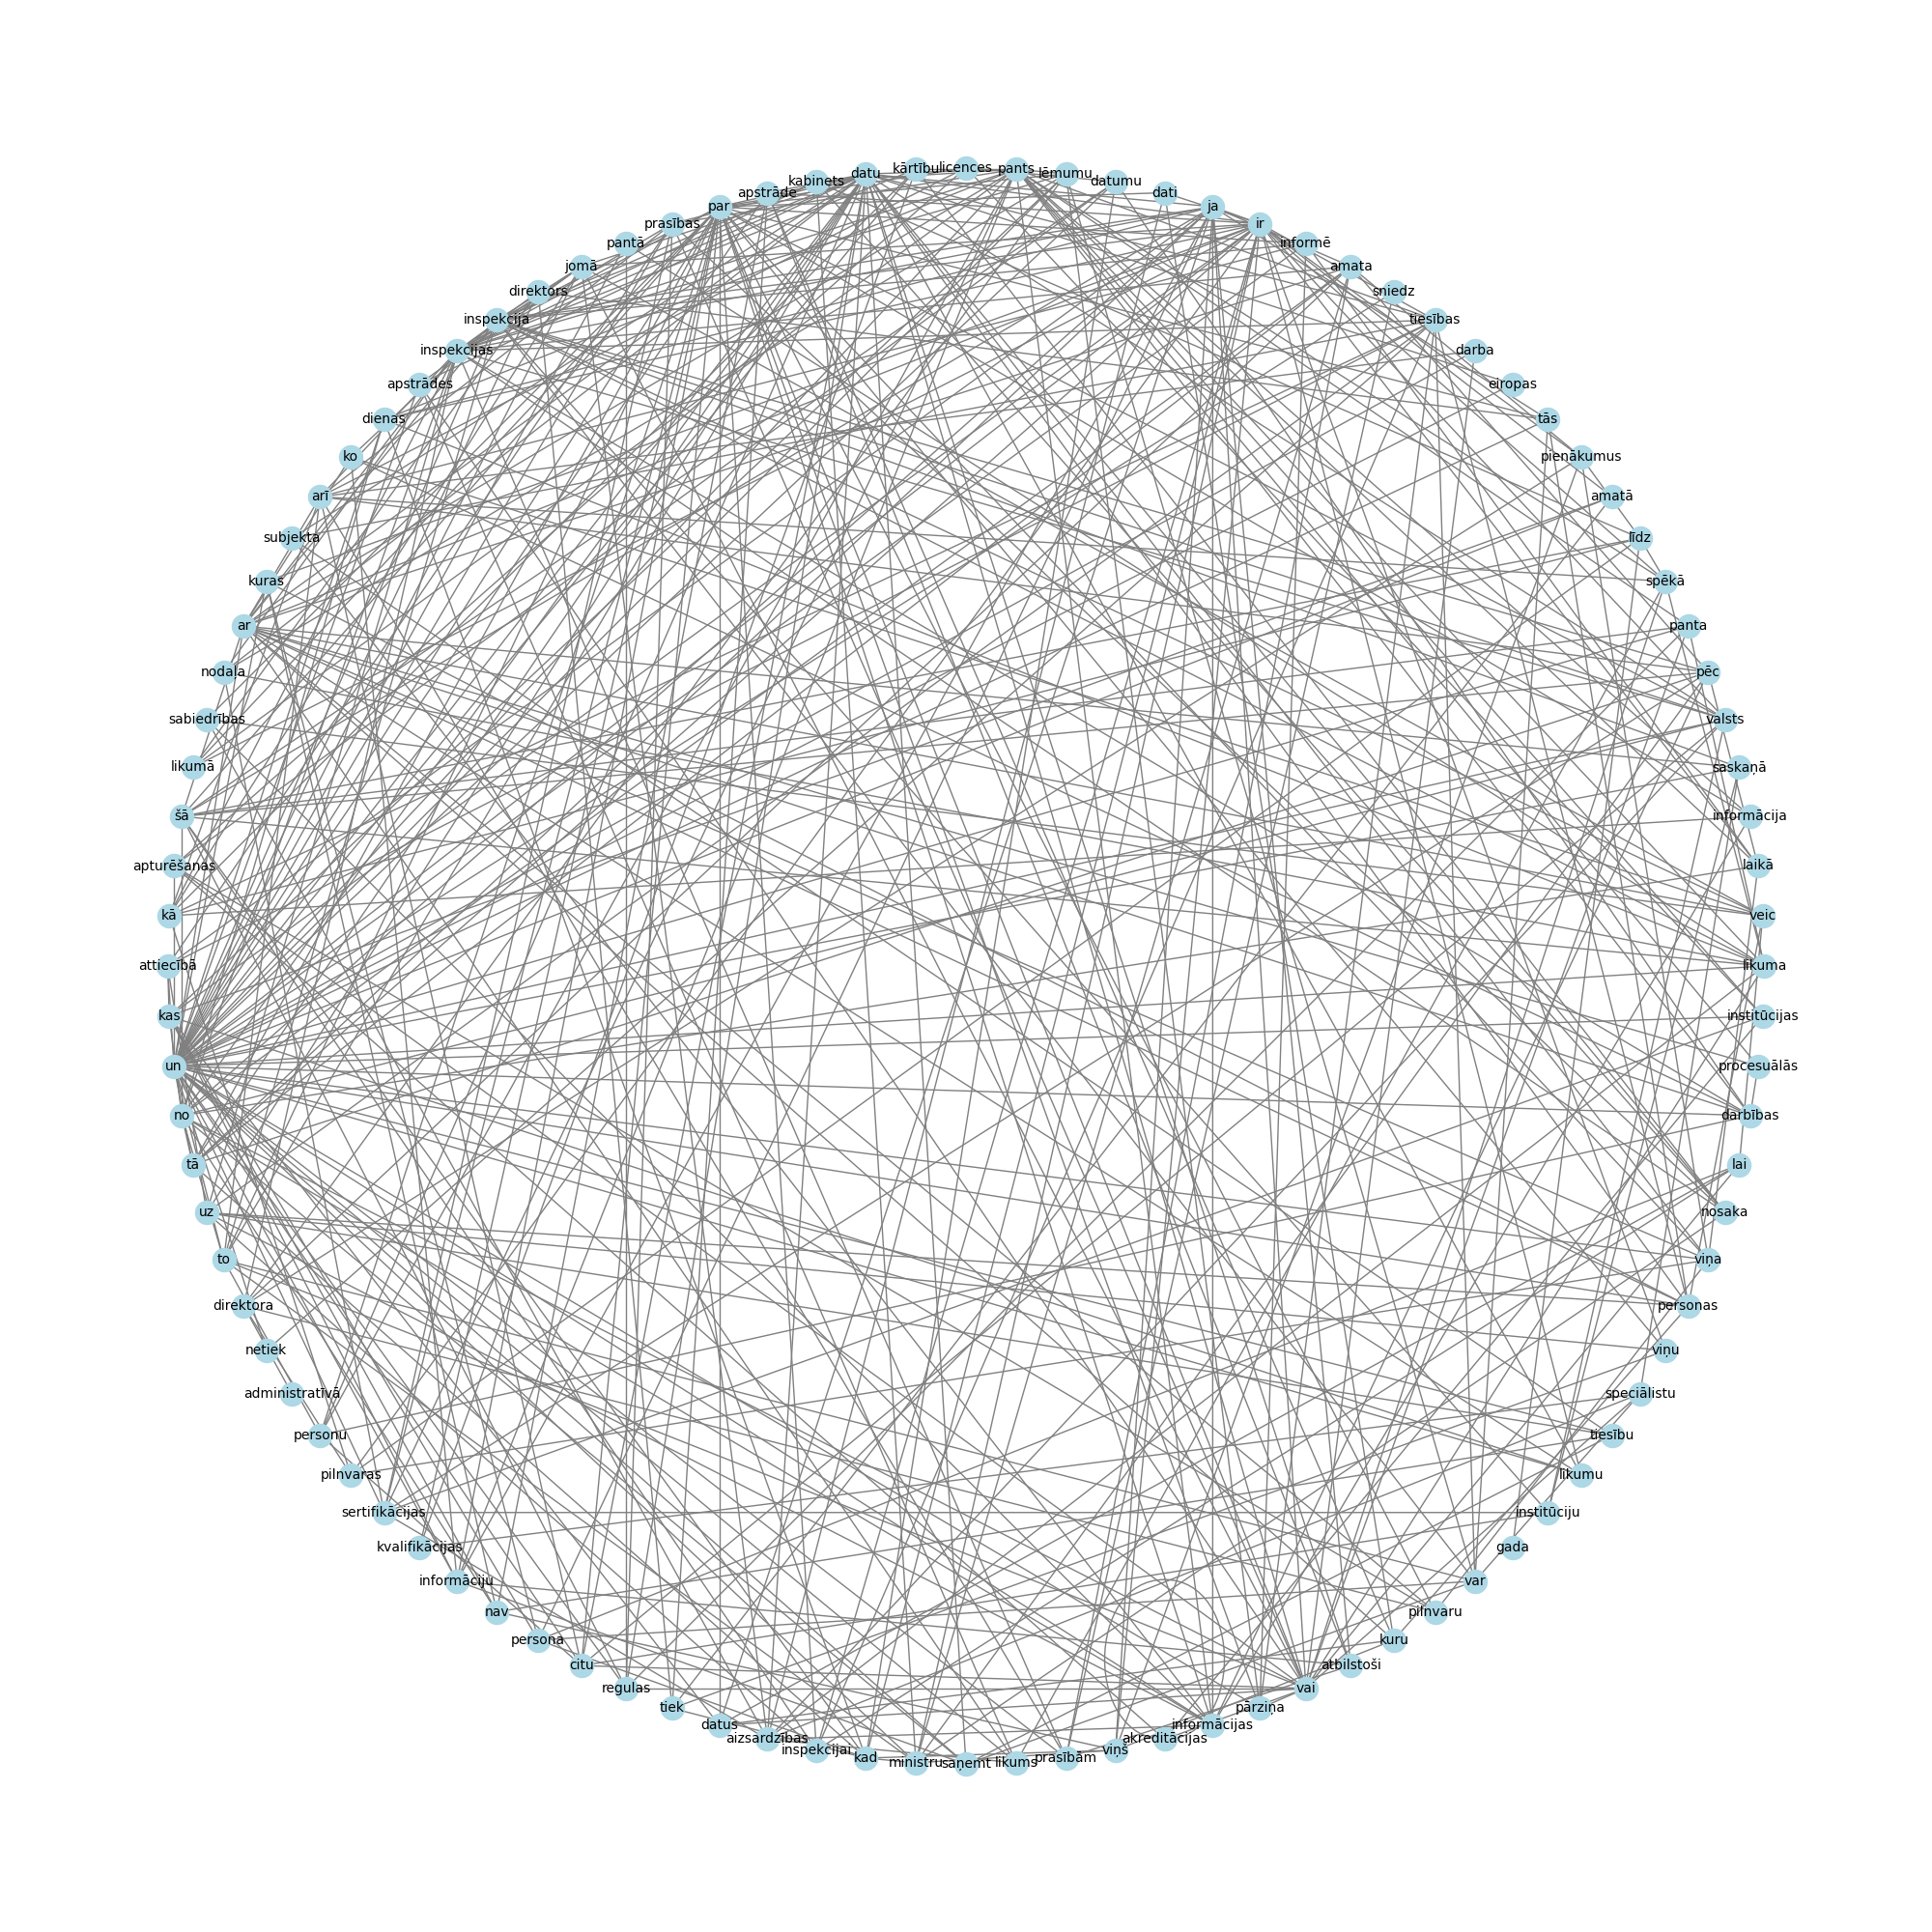 kārtību licences pants
datu lēmumu
kabinets datumu
apstrāde dati
par ja
prasības ir
pantā informē
jomā amata
direktors sniedz
inspekcija tiesības
inspekcijas darba
apstrādes eiropas
dienas tās
ko pienākumus
arī amatā
subjekta līdz
kuras spēkā
ar panta
nodaļa pēc
sabiedrības valsts
likumā saskaņā
šā informācija
apturēšanas laikā
kā veic
attiecībā likuma
kas institūcijas
un procesuālās
no darbības
tā lai
uz nosaka
to viņa
direktora personas
netiek viņu
administratīvā speciālistu
personu tiesību
pilnvaras likumu
sertifikācijas institūciju
kvalifikācijas gada
informāciju var
nav pilnvaru
persona kuru
citu atbilstoši
regulas vai
tiek pārziņa
datus informācijas
aizsardzības akreditācijas
inspekcijai viņš
kad prasībām
ministru saņemt likums